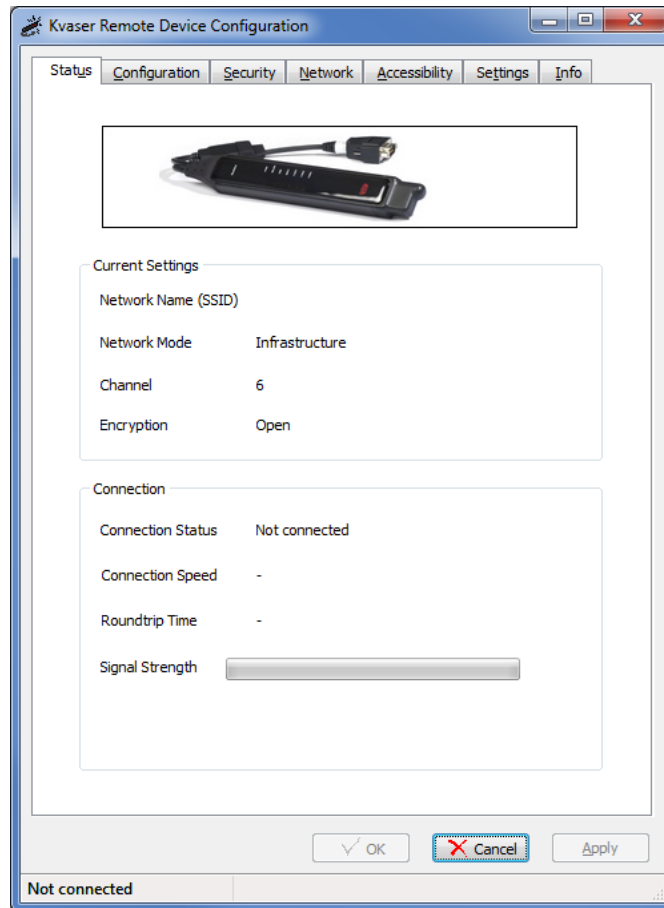 Kvaser Remote Device Configuration
Status Configuration Security Network Accessibility Settings Info
Current Settings
Network Name (SSID)
Network Mode Infrastructure
Channel 6
Encryption Open
Connection
Connection Status Not connected
Connection Speed -
Roundtrip Time -
Signal Strength
OK Cancel Apply
Not connected